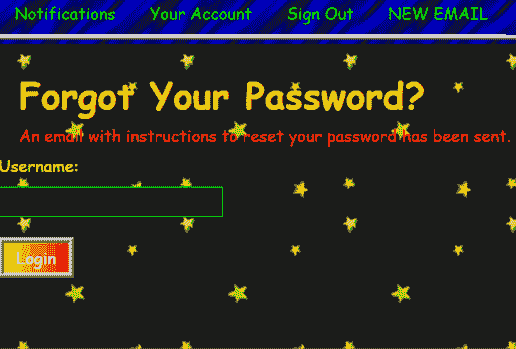 Notifications Your Account Sign Out NEW EMAIL
Forgot Your Password?
An email with instructions to reset your password has been sent.
Username:
Login